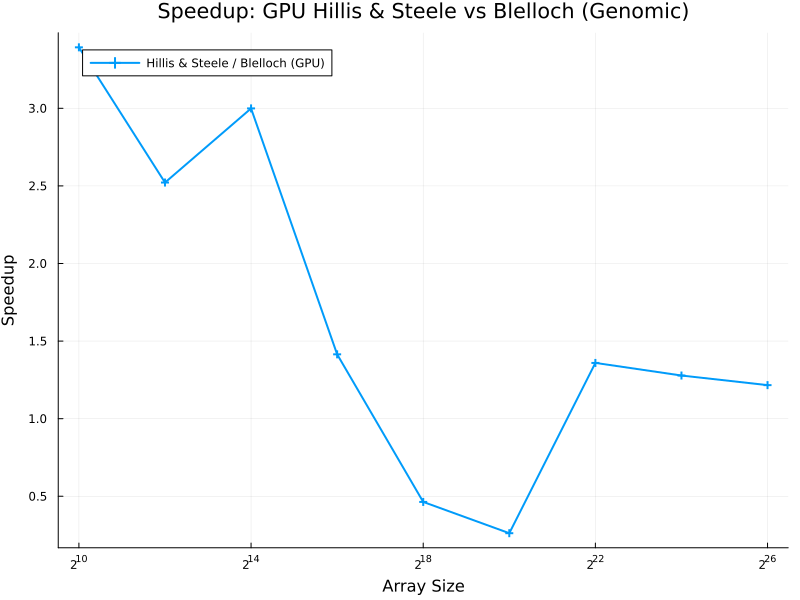 Speedup: GPU Hillis & Steele vs Blelloch (Genomic)
Hillis & Steele / Blelloch (GPU)
Speedup
3.0
2.5
2.0
1.5
1.0
0.5
2^10 2^14 2^18 2^22 2^26
Array Size